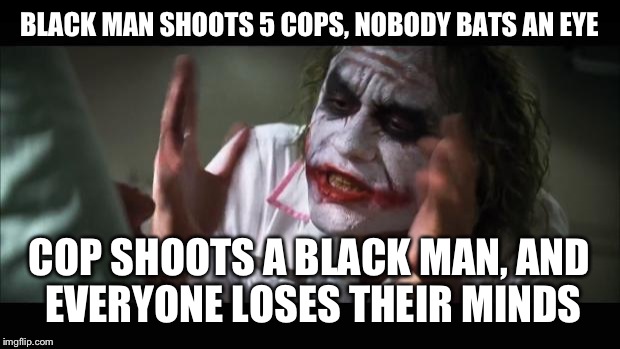 BLACK MAN SHOOTS 5 COPS, NOBODY BATS AN EYE
COP SHOOTS A BLACK MAN, AND
EVERYONE LOSES THEIR MINDS
imgflip.com